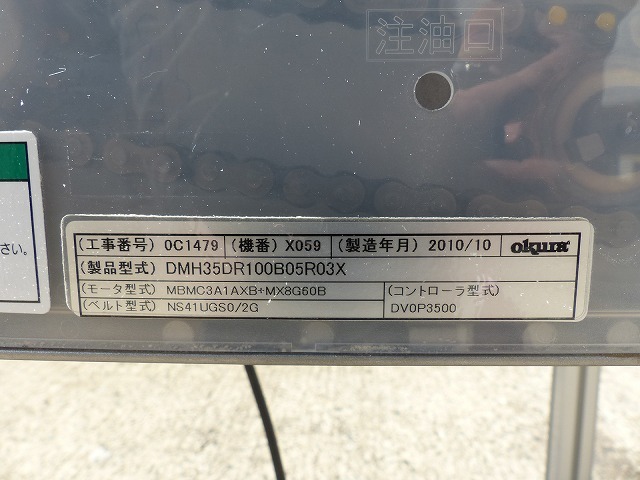 注油口
さい。
(工事番号) 0C1479 (機番) X059 (製造年月) 2010/10 okura
(製品型式) DMH35DR100B05R03X
(モータ型式) MBMC3A1AXB+MX8G60B (コントローラ型式)
(ベルト型式) NS41UGS0/2G DV0P3500